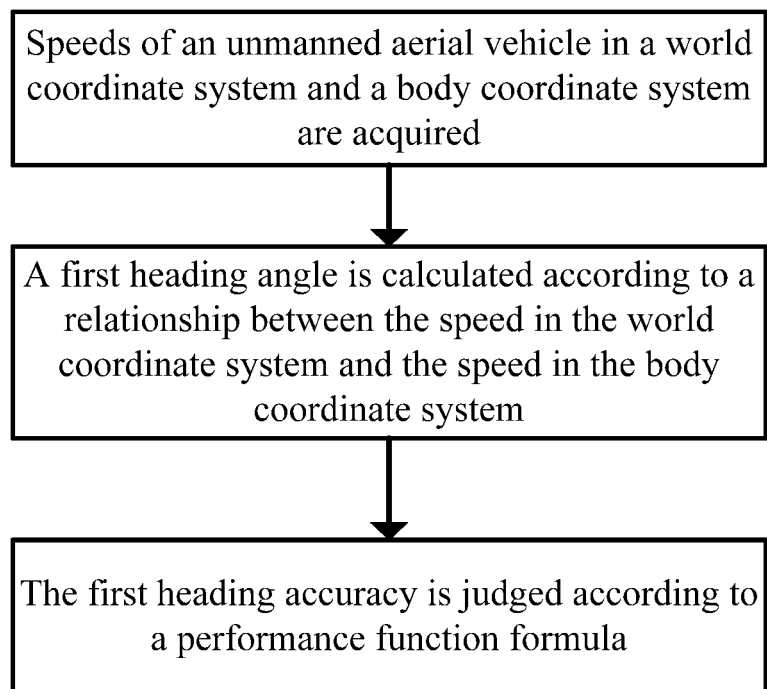 Speeds of an unmanned aerial vehicle in a world
coordinate system and a body coordinate system
are acquired
A first heading angle is calculated according to a
relationship between the speed in the world
coordinate system and the speed in the body
coordinate system
The first heading accuracy is judged according to
a performance function formula